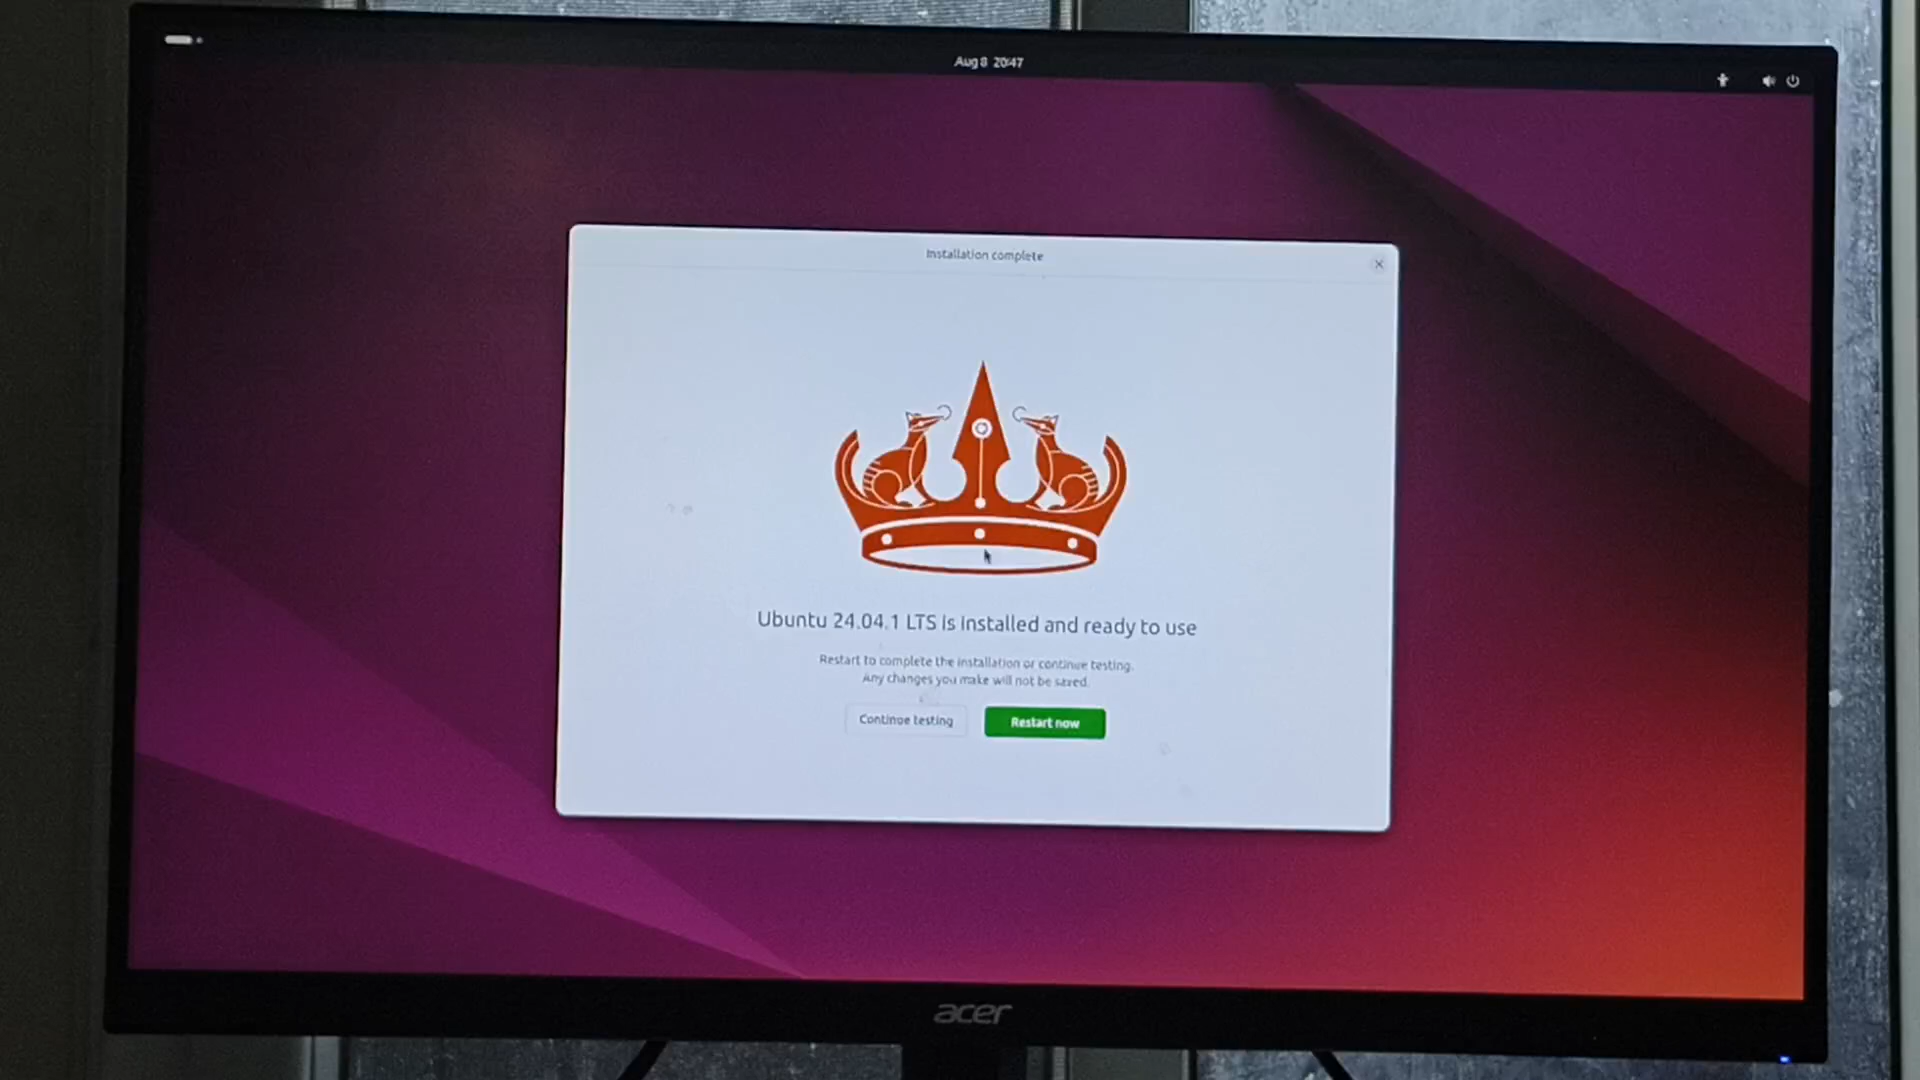 Aug 8 20:47
Installation complete
Ubuntu 24.04.1 LTS is installed and ready to use
Restart to complete the installation or continue testing.
Any changes you make will not be saved.
Continue testing
Restart now
acer